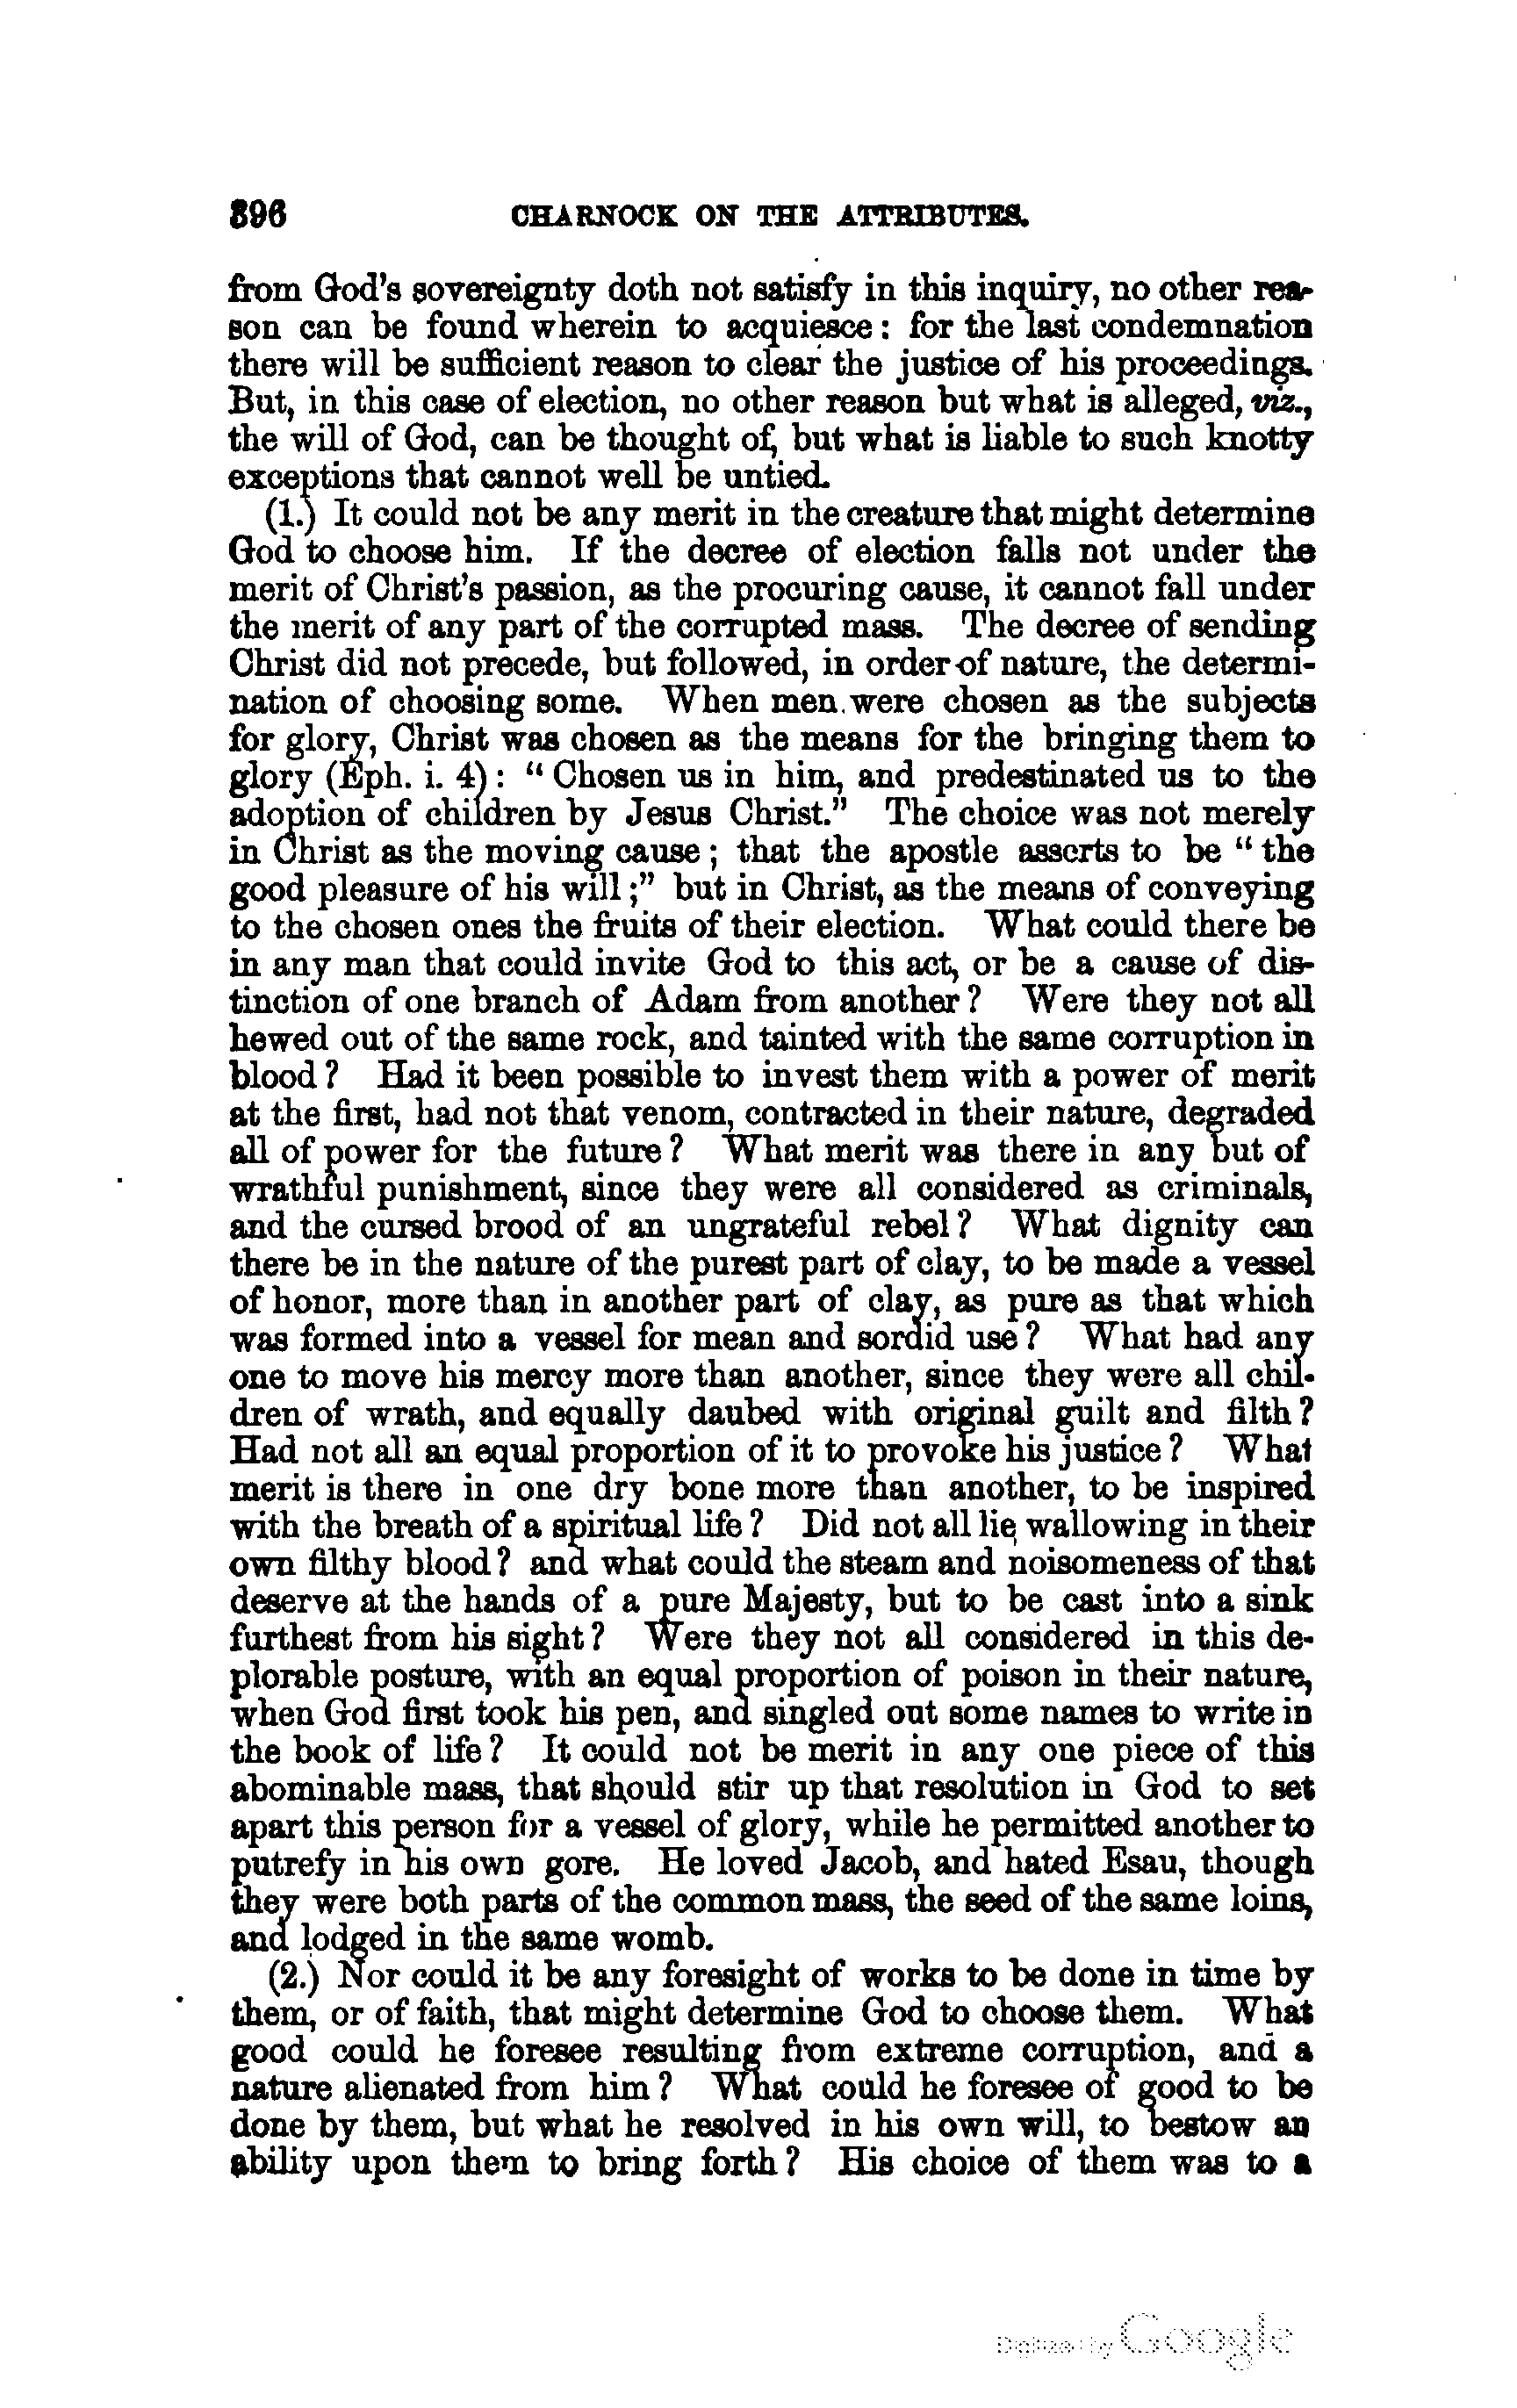 396 CHARNOCK ON THE ATTRIBUTES.
from God's sovereignty doth not satisfy in this inquiry, no other rea-
son can be found wherein to acquiesce: for the last condemnation
there will be sufficient reason to clear the justice of his proceedings.
But, in this case of election, no other reason but what is alleged, viz.,
the will of God, can be thought of, but what is liable to such knotty
exceptions that cannot well be untied.
(1.) It could not be any merit in the creature that might determine
God to choose him. If the decree of election falls not under the
merit of Christ's passion, as the procuring cause, it cannot fall under
the merit of any part of the corrupted mass. The decree of sending
Christ did not precede, but followed, in order of nature, the determi-
nation of choosing some. When men were chosen as the subjects
for glory, Christ was chosen as the means for the bringing them to
glory (Eph. i. 4): "Chosen us in him, and predestinated us to the
adoption of children by Jesus Christ." The choice was not merely
in Christ as the moving cause; that the apostle asserts to be "the
good pleasure of his will;" but in Christ, as the means of conveying
to the chosen ones the fruits of their election. What could there be
in any man that could invite God to this act, or be a cause of dis-
tinction of one branch of Adam from another? Were they not all
hewed out of the same rock, and tainted with the same corruption in
blood? Had it been possible to invest them with a power of merit
at the first, had not that venom, contracted in their nature, degraded
all of power for the future? What merit was there in any but of
wrathful punishment, since they were all considered as criminals,
and the cursed brood of an ungrateful rebel? What dignity can
there be in the nature of the purest part of clay, to be made a vessel
of honor, more than in another part of clay, as pure as that which
was formed into a vessel for mean and sordid use? What had any
one to move his mercy more than another, since they were all chil-
dren of wrath, and equally daubed with original guilt and filth?
Had not all an equal proportion of it to provoke his justice? What
merit is there in one dry bone more than another, to be inspired
with the breath of a spiritual life? Did not all lie wallowing in their
own filthy blood? and what could the steam and noisomeness of that
deserve at the hands of a pure Majesty, but to be cast into a sink
furthest from his sight? Were they not all considered in this de-
plorable posture, with an equal proportion of poison in their nature,
when God first took his pen, and singled out some names to write in
the book of life? It could not be merit in any one piece of this
abominable mass, that should stir up that resolution in God to set
apart this person for a vessel of glory, while he permitted another to
putrefy in his own gore. He loved Jacob, and hated Esau, though
they were both parts of the common mass, the seed of the same loins,
and lodged in the same womb.
(2.) Nor could it be any foresight of works to be done in time by
them, or of faith, that might determine God to choose them. What
good could he foresee resulting from extreme corruption, and a
nature alienated from him? What could he foresee of good to be
done by them, but what he resolved in his own will, to bestow an
ability upon them to bring forth? His choice of them was to a
Digitized by Google